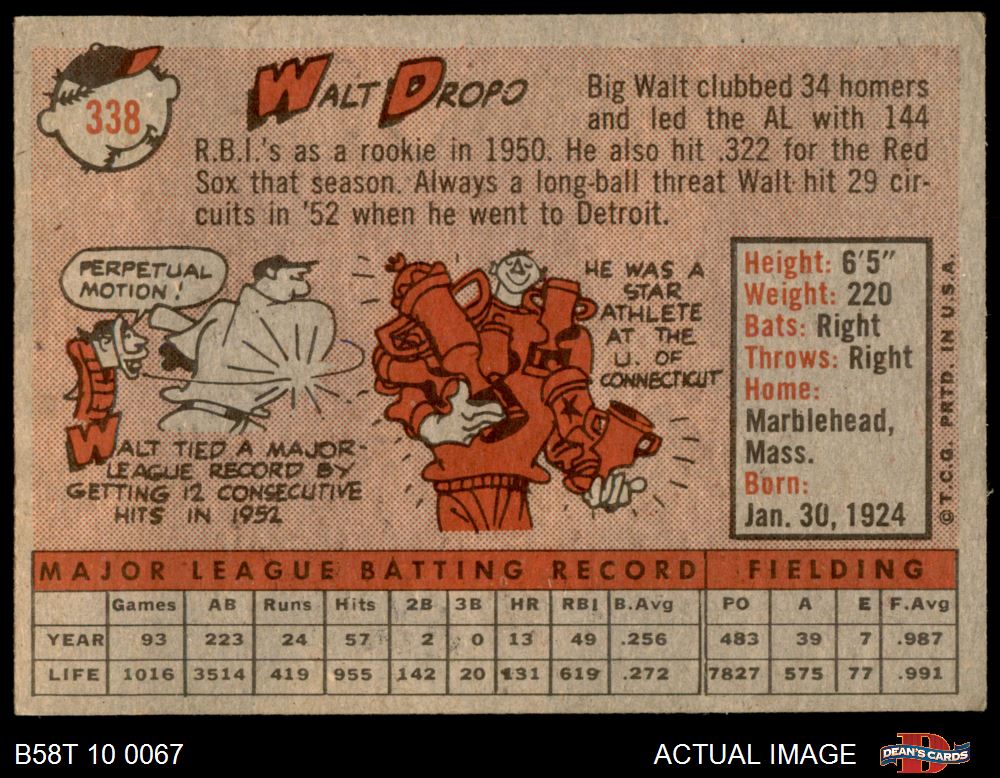 338
WALT DROPO
Big Walt clubbed 34 homers
and led the AL with 144
R.B.I.'s as a rookie in 1950. He also hit .322 for the Red
Sox that season. Always a long-ball threat Walt hit 29 cir-
cuits in '52 when he went to Detroit.
PERPETUAL
MOTION!
WALT TIED A MAJOR-
LEAGUE RECORD BY
GETTING 12 CONSECUTIVE
HITS IN 1952
HE WAS A
STAR
ATHLETE
AT THE
U. OF
CONNECTICUT
Height: 6'5"
Weight: 220
Bats: Right
Throws: Right
Home:
Marblehead,
Mass.
Born:
Jan. 30, 1924
© T.C.G. PRTD. IN U.S.A.
MAJOR LEAGUE BATTING RECORD FIELDING
Games AB Runs Hits 2B 3B HR RBI B.Avg PO A E F.Avg
YEAR 93 223 24 57 2 0 13 49 .256 483 39 7 .987
LIFE 1016 3514 419 955 142 20 131 619 .272 7827 575 77 .991
B58T 10 0067 ACTUAL IMAGE DEAN'S CARDS